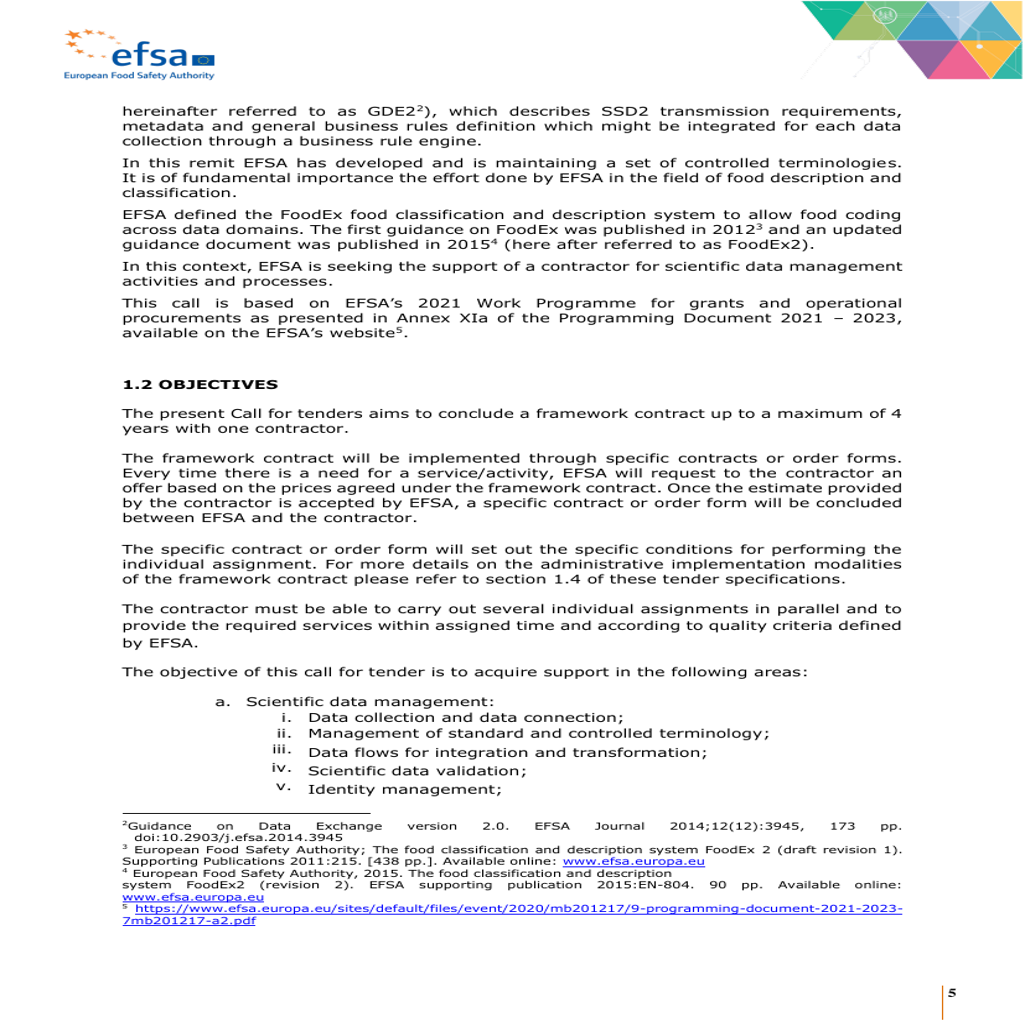 efsa
European Food Safety Authority
hereinafter referred to as GDE2²), which describes SSD2 transmission requirements,
metadata and general business rules definition which might be integrated for each data
collection through a business rule engine.
In this remit EFSA has developed and is maintaining a set of controlled terminologies.
It is of fundamental importance the effort done by EFSA in the field of food description and
classification.
EFSA defined the FoodEx food classification and description system to allow food coding
across data domains. The first guidance on FoodEx was published in 2012³ and an updated
guidance document was published in 2015⁴ (here after referred to as FoodEx2).
In this context, EFSA is seeking the support of a contractor for scientific data management
activities and processes.
This call is based on EFSA’s 2021 Work Programme for grants and operational
procurements as presented in Annex XIa of the Programming Document 2021 – 2023,
available on the EFSA’s website⁵.
1.2 OBJECTIVES
The present Call for tenders aims to conclude a framework contract up to a maximum of 4
years with one contractor.
The framework contract will be implemented through specific contracts or order forms.
Every time there is a need for a service/activity, EFSA will request to the contractor an
offer based on the prices agreed under the framework contract. Once the estimate provided
by the contractor is accepted by EFSA, a specific contract or order form will be concluded
between EFSA and the contractor.
The specific contract or order form will set out the specific conditions for performing the
individual assignment. For more details on the administrative implementation modalities
of the framework contract please refer to section 1.4 of these tender specifications.
The contractor must be able to carry out several individual assignments in parallel and to
provide the required services within assigned time and according to quality criteria defined
by EFSA.
The objective of this call for tender is to acquire support in the following areas:
a. Scientific data management:
i. Data collection and data connection;
ii. Management of standard and controlled terminology;
iii. Data flows for integration and transformation;
iv. Scientific data validation;
v. Identity management;
²Guidance on Data Exchange version 2.0. EFSA Journal 2014;12(12):3945, 173 pp.
doi:10.2903/j.efsa.2014.3945
³ European Food Safety Authority; The food classification and description system FoodEx 2 (draft revision 1).
Supporting Publications 2011:215. [438 pp.]. Available online: www.efsa.europa.eu
⁴ European Food Safety Authority, 2015. The food classification and description
system FoodEx2 (revision 2). EFSA supporting publication 2015:EN-804. 90 pp. Available online:
www.efsa.europa.eu
⁵ https://www.efsa.europa.eu/sites/default/files/event/2020/mb201217/9-programming-document-2021-2023-
7mb201217-a2.pdf
5